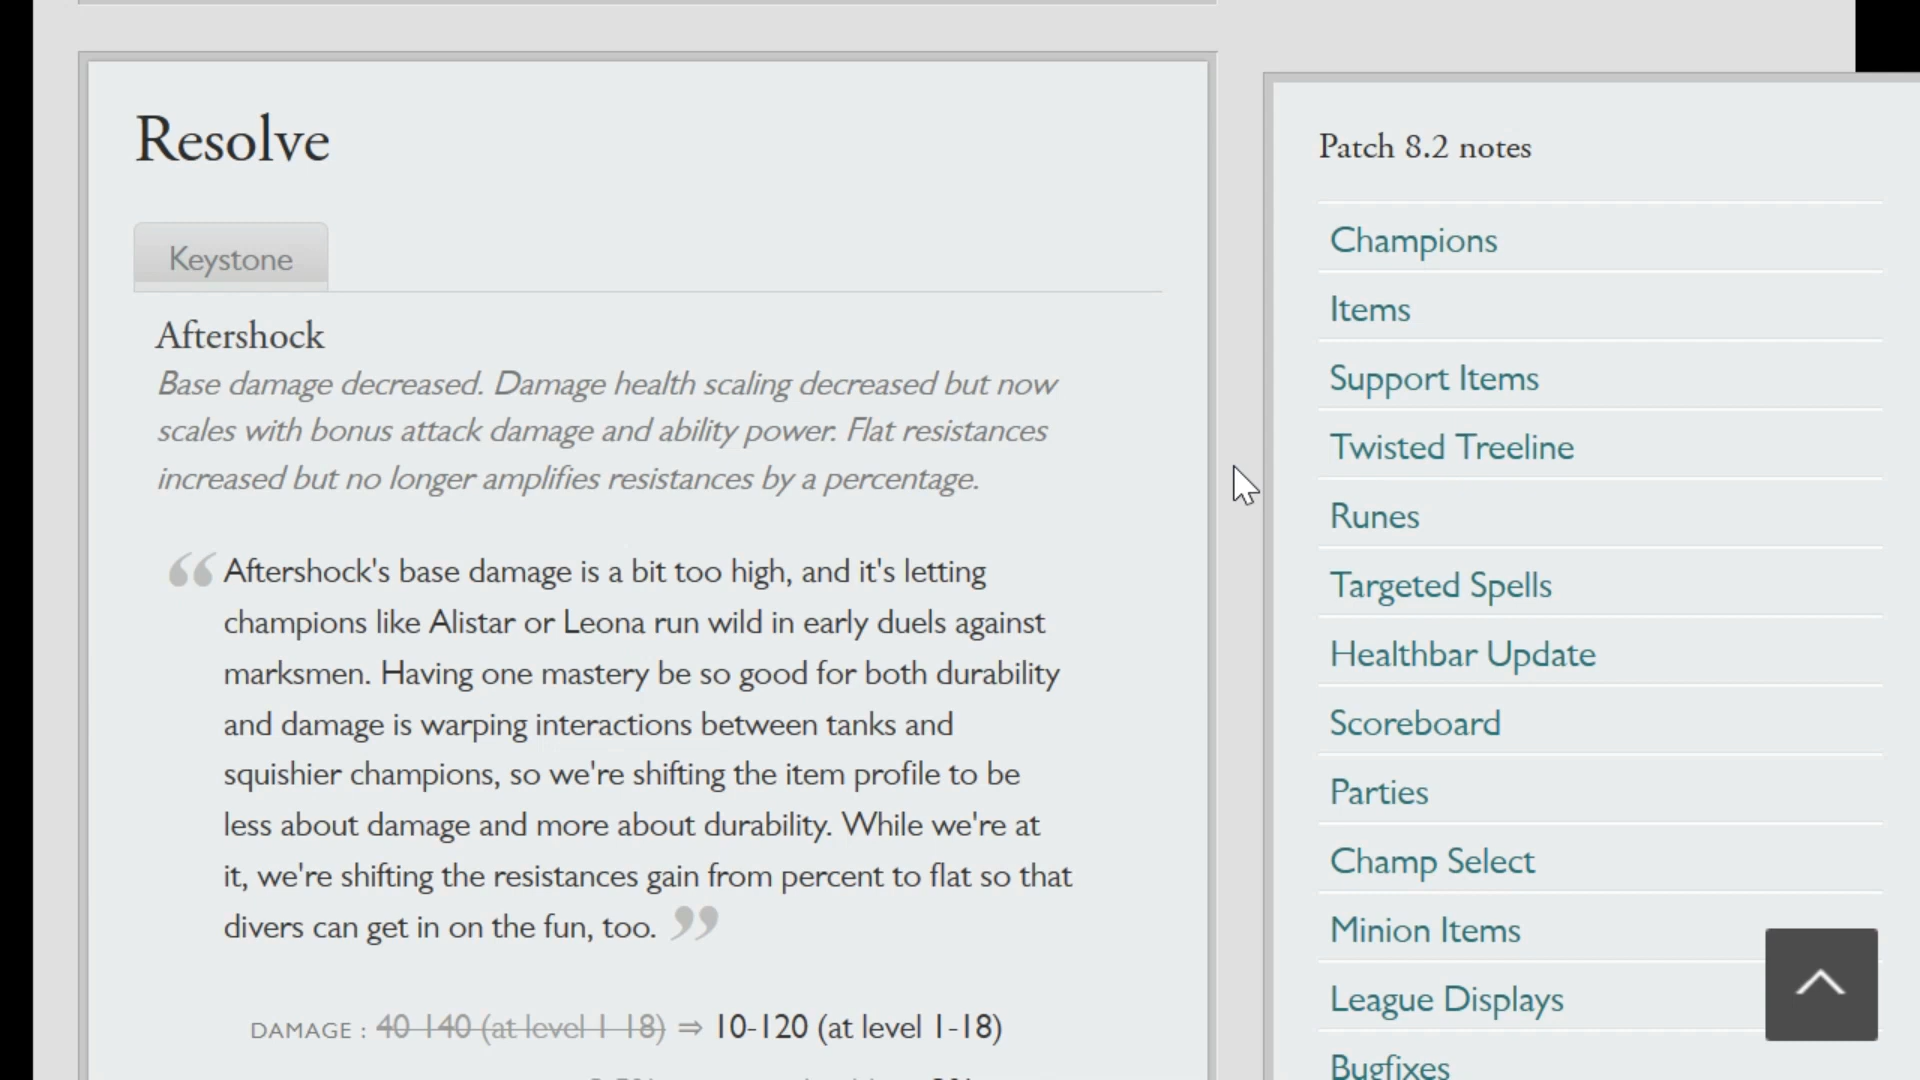 Resolve
Keystone
Aftershock
Base damage decreased. Damage health scaling decreased but now
scales with bonus attack damage and ability power. Flat resistances
increased but no longer amplifies resistances by a percentage.
“Aftershock's base damage is a bit too high, and it's letting
champions like Alistar or Leona run wild in early duels against
marksmen. Having one mastery be so good for both durability
and damage is warping interactions between tanks and
squishier champions, so we're shifting the item profile to be
less about damage and more about durability. While we're at
it, we're shifting the resistances gain from percent to flat so that
divers can get in on the fun, too.”
DAMAGE : 40-140 (at level 1-18) ⇒ 10-120 (at level 1-18)
Patch 8.2 notes
Champions
Items
Support Items
Twisted Treeline
Runes
Targeted Spells
Healthbar Update
Scoreboard
Parties
Champ Select
Minion Items
League Displays
Bugfixes